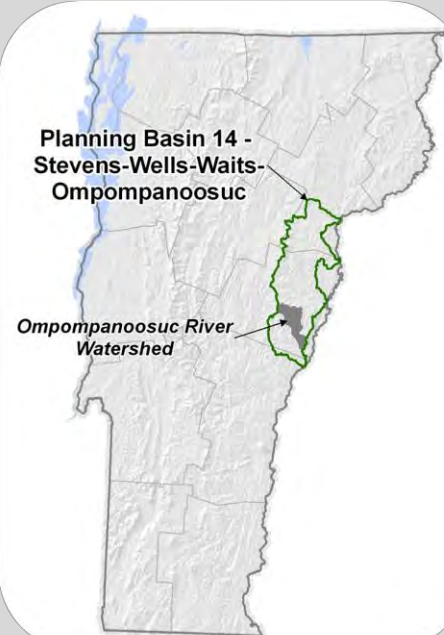 Planning Basin 14 -
Stevens-Wells-Waits-
Ompompanoosuc
Ompompanoosuc River
Watershed